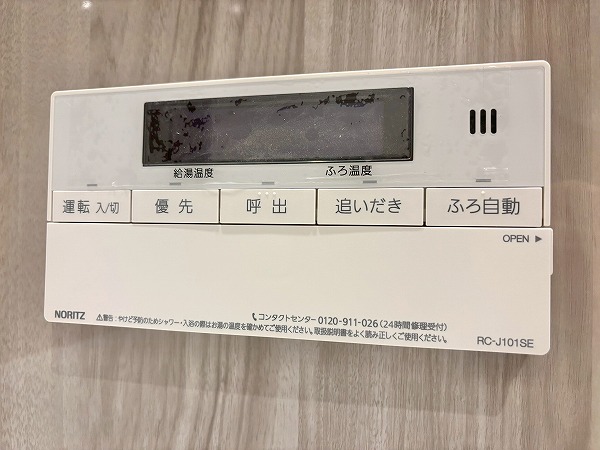 給湯温度 ふろ温度
運転 入/切 優先 呼出 追いだき ふろ自動
OPEN ▶
NORITZ
コンタクトセンター 0120-911-026 (24時間修理受付)
⚠警告:やけど予防のためシャワー・入浴の際はお湯の温度を確かめてご使用ください。取扱説明書をよく読み正しくご使用ください。
RC-J101SE